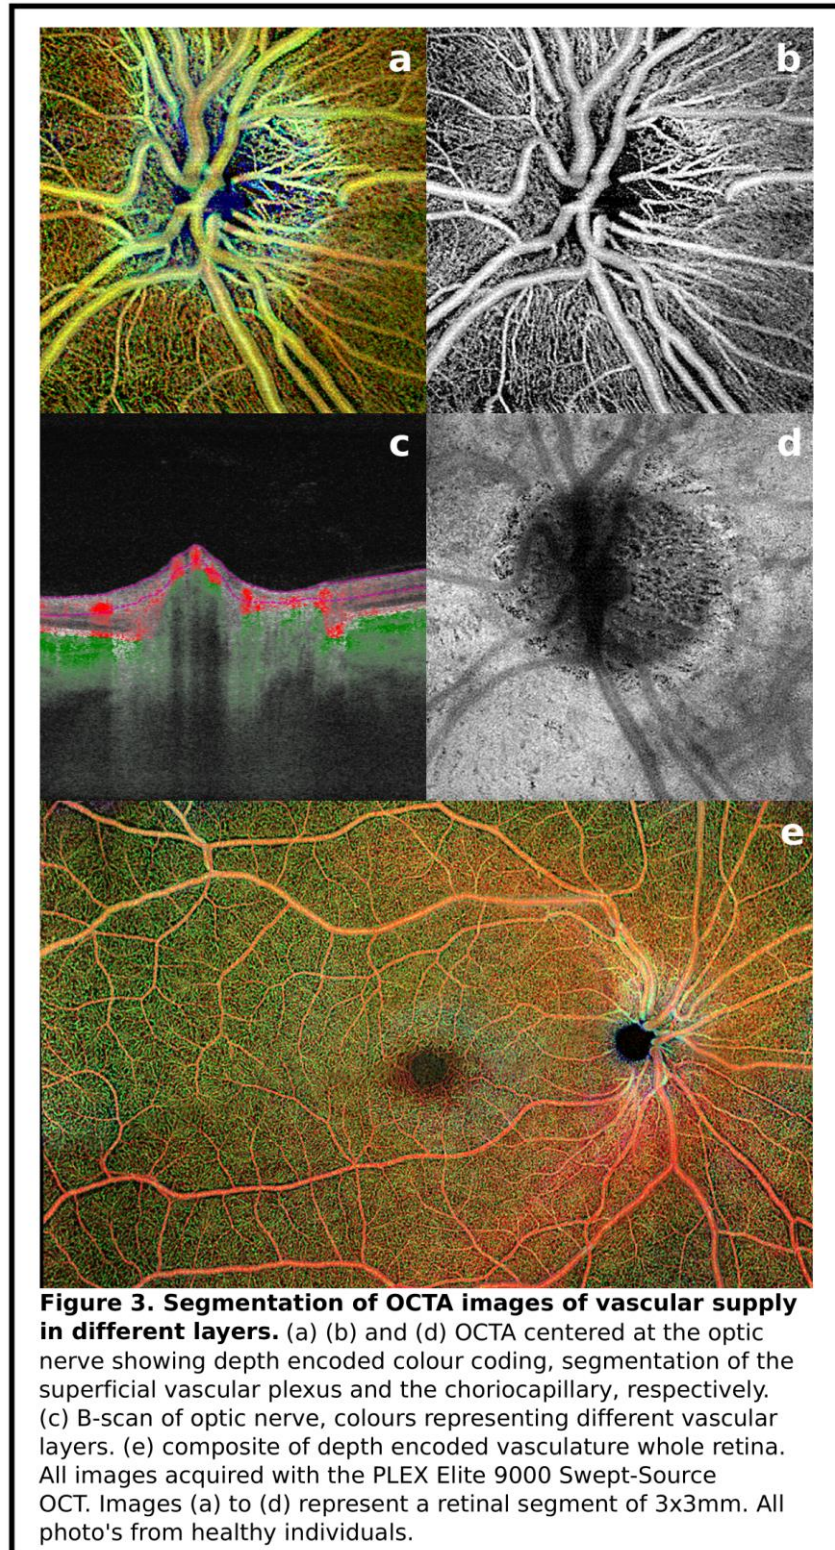 a
b
c
d
e
Figure 3. Segmentation of OCTA images of vascular supply
in different layers. (a) (b) and (d) OCTA centered at the optic
nerve showing depth encoded colour coding, segmentation of the
superficial vascular plexus and the choriocapillary, respectively.
(c) B-scan of optic nerve, colours representing different vascular
layers. (e) composite of depth encoded vasculature whole retina.
All images acquired with the PLEX Elite 9000 Swept-Source
OCT. Images (a) to (d) represent a retinal segment of 3x3mm. All
photo's from healthy individuals.